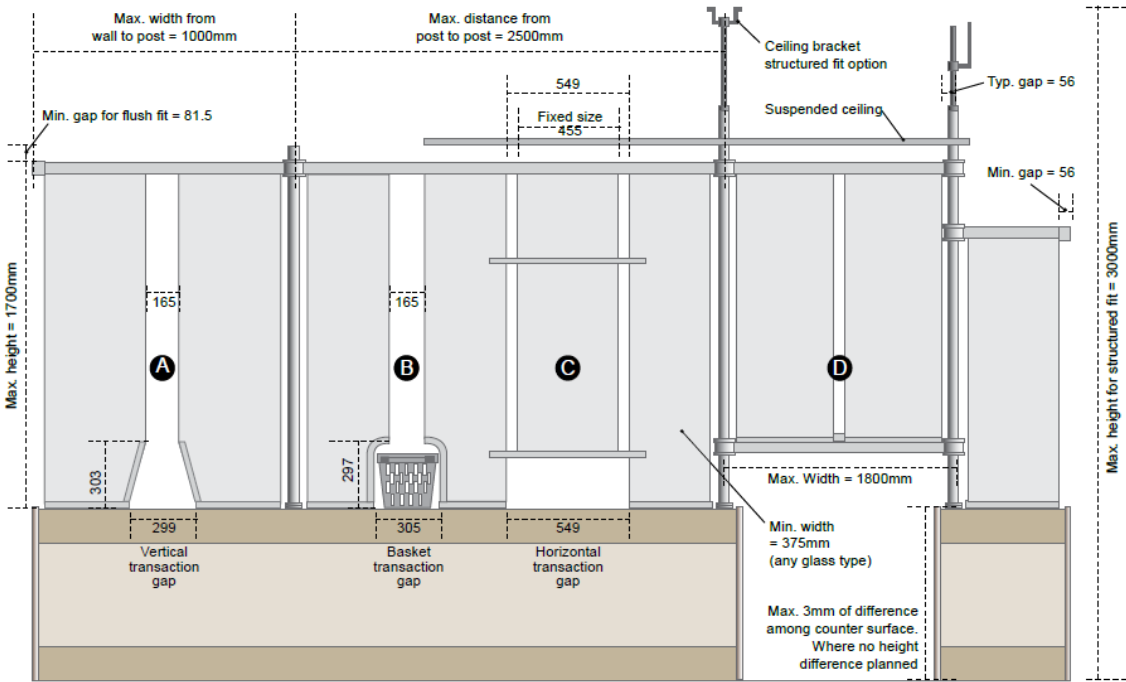 Max. width from
wall to post = 1000mm
Max. distance from
post to post = 2500mm
Ceiling bracket
structured fit option
Typ. gap = 56
549
Min. gap for flush fit = 81.5
Fixed size
455
Suspended ceiling
Min. gap = 56
Max. height = 1700mm
Max. height for structured fit = 3000mm
165
165
A
B
C
D
303
297
Max. Width = 1800mm
299
305
549
Vertical
transaction
gap
Basket
transaction
gap
Horizontal
transaction
gap
Min. width
= 375mm
(any glass type)
Max. 3mm of difference
among counter surface.
Where no height
difference planned